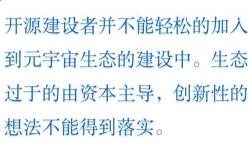 开源建设者并不能轻松的加入
到元宇宙生态的建设中。生态
过于的由资本主导，创新性的
想法不能得到落实。